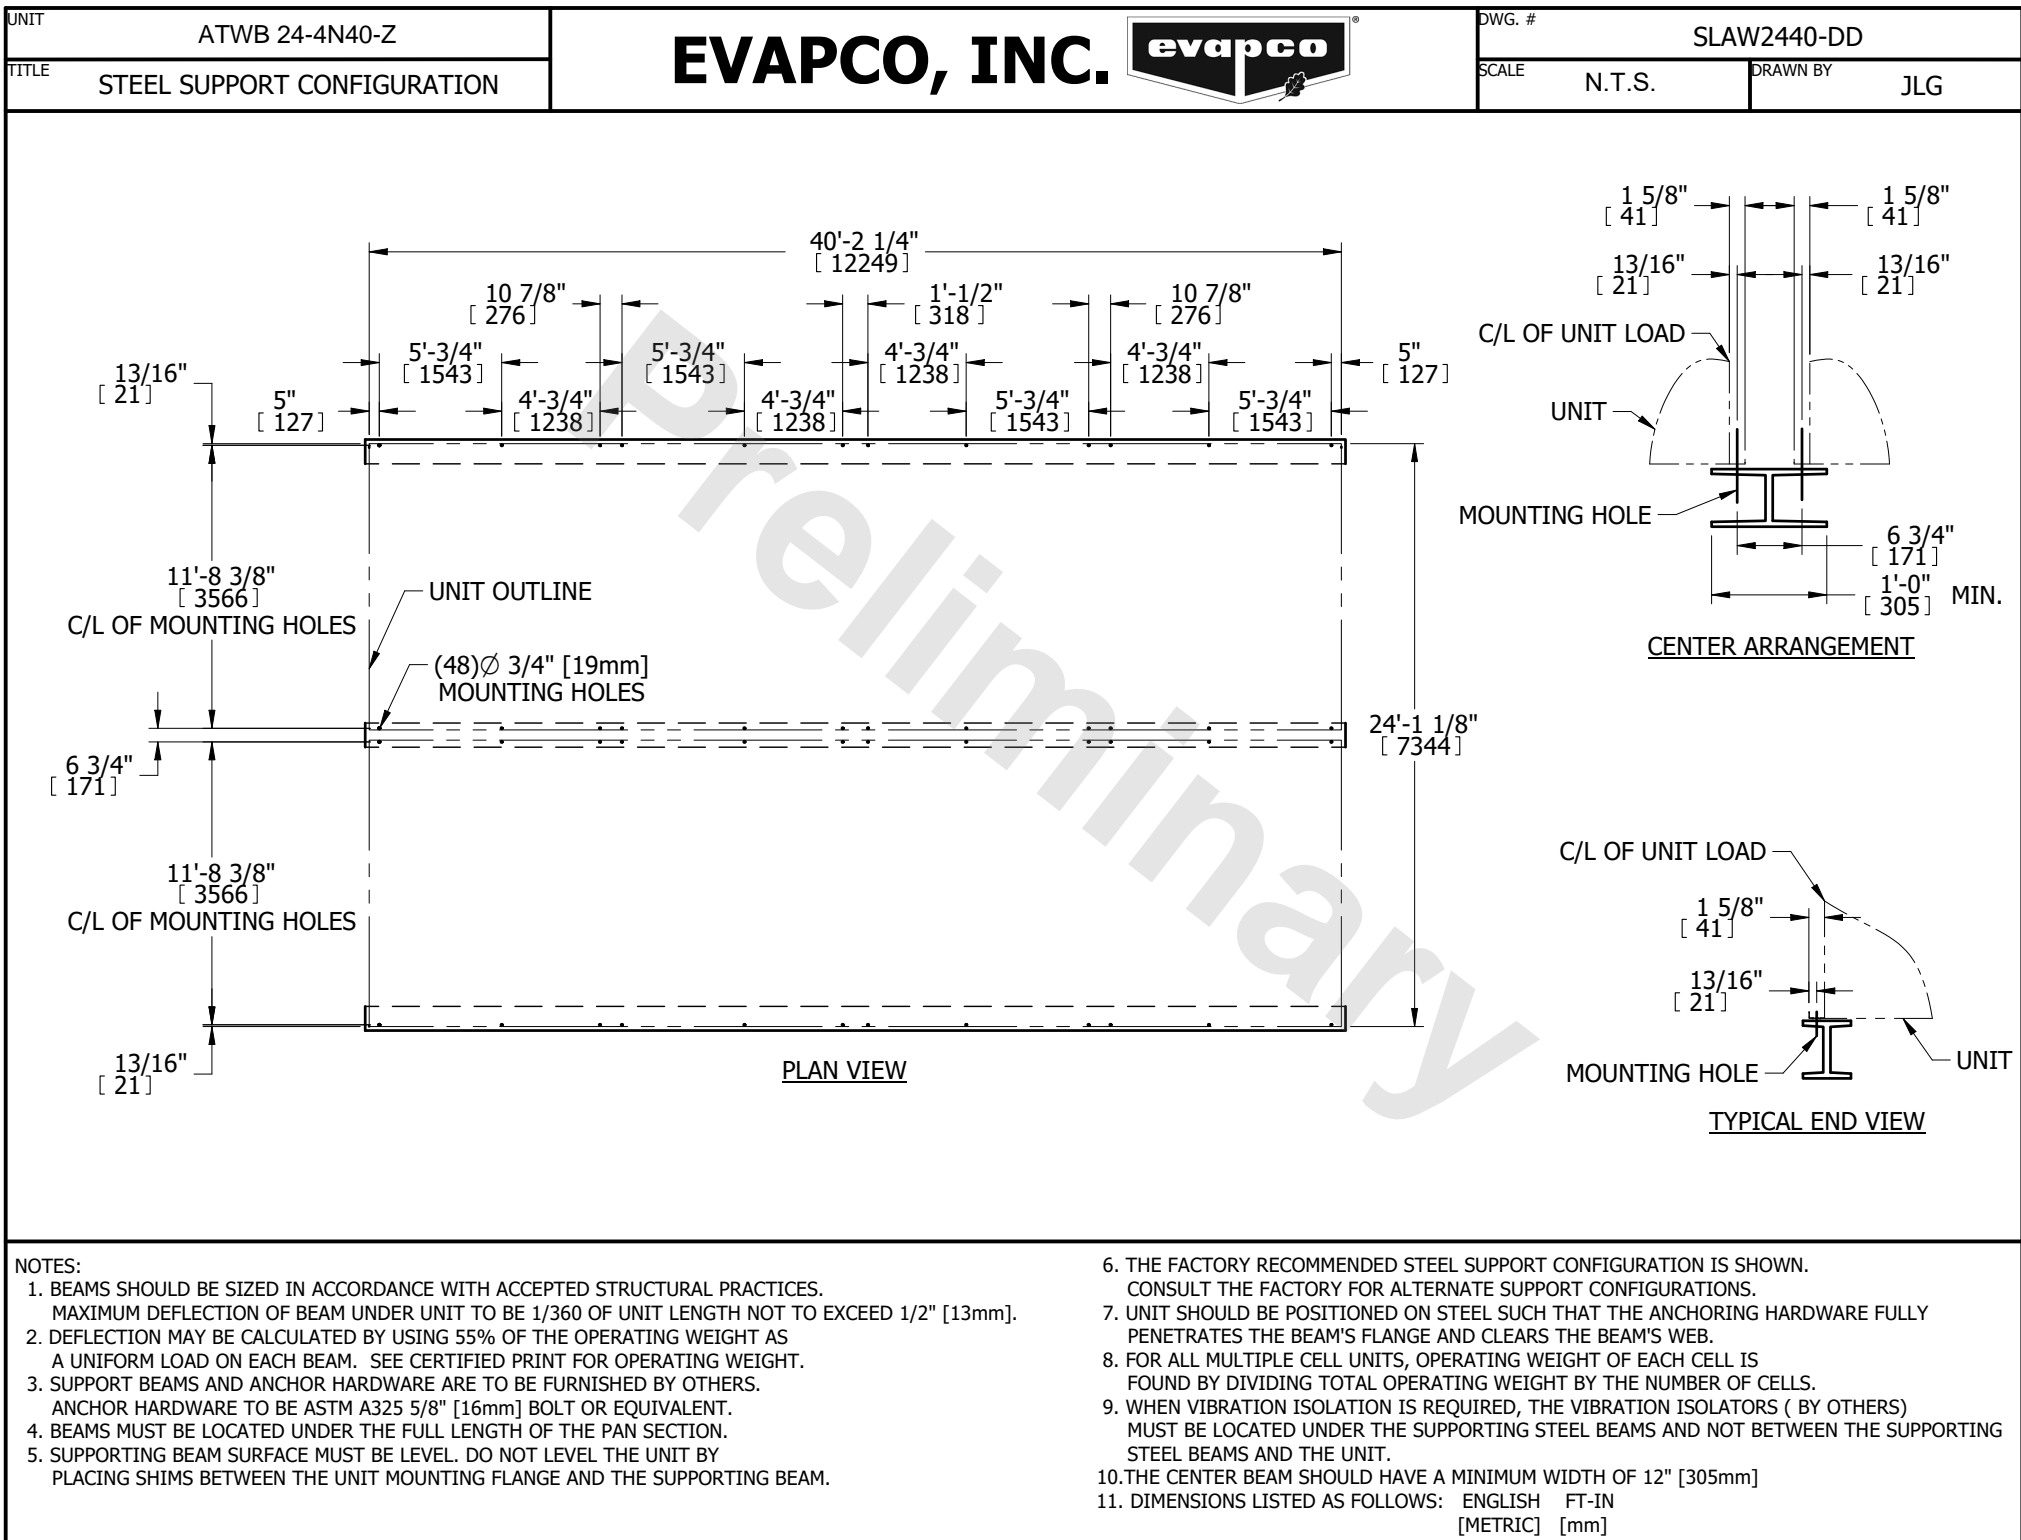 UNIT
ATWB 24-4N40-Z
TITLE
STEEL SUPPORT CONFIGURATION
EVAPCO, INC.
evapco
®
DWG. #
SLAW2440-DD
SCALE
N.T.S.
DRAWN BY
JLG
40'-2 1/4"
[ 12249]
10 7/8"
[ 276]
1'-1/2"
[ 318 ]
10 7/8"
[ 276]
5'-3/4"
[ 1543]
5'-3/4"
[ 1543]
4'-3/4"
[ 1238]
4'-3/4"
[ 1238]
5"
[ 127]
13/16"
[ 21]
5"
[ 127]
4'-3/4"
[ 1238]
4'-3/4"
[ 1238]
5'-3/4"
[ 1543]
5'-3/4"
[ 1543]
11'-8 3/8"
[ 3566]
C/L OF MOUNTING HOLES
UNIT OUTLINE
(48)Ø 3/4" [19mm]
MOUNTING HOLES
6 3/4"
[ 171]
24'-1 1/8"
[ 7344]
11'-8 3/8"
[ 3566]
C/L OF MOUNTING HOLES
13/16"
[ 21]
PLAN VIEW
Preliminary
1 5/8"
[ 41]
1 5/8"
[ 41]
13/16"
[ 21]
13/16"
[ 21]
C/L OF UNIT LOAD
UNIT
MOUNTING HOLE
6 3/4"
[ 171]
1'-0"
[ 305]
MIN.
CENTER ARRANGEMENT
C/L OF UNIT LOAD
1 5/8"
[ 41]
13/16"
[ 21]
MOUNTING HOLE
UNIT
TYPICAL END VIEW
NOTES:
1. BEAMS SHOULD BE SIZED IN ACCORDANCE WITH ACCEPTED STRUCTURAL PRACTICES.
MAXIMUM DEFLECTION OF BEAM UNDER UNIT TO BE 1/360 OF UNIT LENGTH NOT TO EXCEED 1/2" [13mm].
2. DEFLECTION MAY BE CALCULATED BY USING 55% OF THE OPERATING WEIGHT AS
A UNIFORM LOAD ON EACH BEAM. SEE CERTIFIED PRINT FOR OPERATING WEIGHT.
3. SUPPORT BEAMS AND ANCHOR HARDWARE ARE TO BE FURNISHED BY OTHERS.
ANCHOR HARDWARE TO BE ASTM A325 5/8" [16mm] BOLT OR EQUIVALENT.
4. BEAMS MUST BE LOCATED UNDER THE FULL LENGTH OF THE PAN SECTION.
5. SUPPORTING BEAM SURFACE MUST BE LEVEL. DO NOT LEVEL THE UNIT BY
PLACING SHIMS BETWEEN THE UNIT MOUNTING FLANGE AND THE SUPPORTING BEAM.
6. THE FACTORY RECOMMENDED STEEL SUPPORT CONFIGURATION IS SHOWN.
CONSULT THE FACTORY FOR ALTERNATE SUPPORT CONFIGURATIONS.
7. UNIT SHOULD BE POSITIONED ON STEEL SUCH THAT THE ANCHORING HARDWARE FULLY
PENETRATES THE BEAM'S FLANGE AND CLEARS THE BEAM'S WEB.
8. FOR ALL MULTIPLE CELL UNITS, OPERATING WEIGHT OF EACH CELL IS
FOUND BY DIVIDING TOTAL OPERATING WEIGHT BY THE NUMBER OF CELLS.
9. WHEN VIBRATION ISOLATION IS REQUIRED, THE VIBRATION ISOLATORS ( BY OTHERS)
MUST BE LOCATED UNDER THE SUPPORTING STEEL BEAMS AND NOT BETWEEN THE SUPPORTING
STEEL BEAMS AND THE UNIT.
10.THE CENTER BEAM SHOULD HAVE A MINIMUM WIDTH OF 12" [305mm]
11. DIMENSIONS LISTED AS FOLLOWS: ENGLISH FT-IN
[METRIC] [mm]